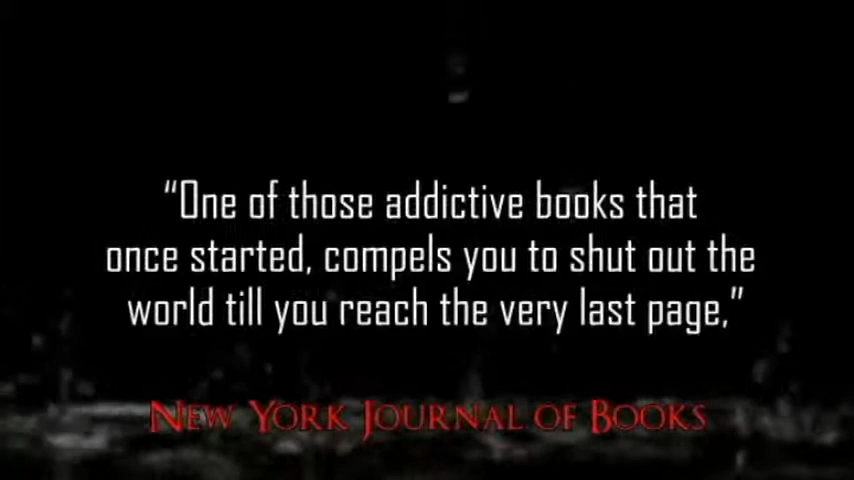 “One of those addictive books that
once started, compels you to shut out the
world till you reach the very last page,”
New York Journal of Books